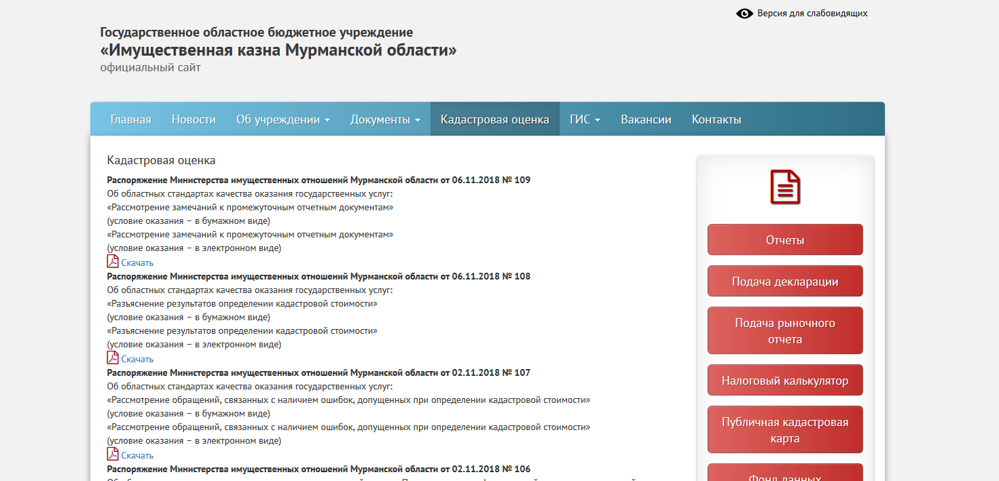 Версия для слабовидящих
Государственное областное бюджетное учреждение
«Имущественная казна Мурманской области»
официальный сайт
Главная Новости Об учреждении Документы Кадастровая оценка ГИС Вакансии Контакты
Кадастровая оценка
Распоряжение Министерства имущественных отношений Мурманской области от 06.11.2018 № 109
Об областных стандартах качества оказания государственных услуг:
«Рассмотрение замечаний к промежуточным отчетным документам»
(условие оказания – в бумажном виде)
«Рассмотрение замечаний к промежуточным отчетным документам»
(условие оказания – в электронном виде)
Скачать
Распоряжение Министерства имущественных отношений Мурманской области от 06.11.2018 № 108
Об областных стандартах качества оказания государственных услуг:
«Разъяснение результатов определении кадастровой стоимости»
(условие оказания – в бумажном виде)
«Разъяснение результатов определении кадастровой стоимости»
(условие оказания – в электронном виде)
Скачать
Распоряжение Министерства имущественных отношений Мурманской области от 02.11.2018 № 107
Об областных стандартах качества оказания государственных услуг:
«Рассмотрение обращений, связанных с наличием ошибок, допущенных при определении кадастровой стоимости»
(условие оказания – в бумажном виде)
«Рассмотрение обращений, связанных с наличием ошибок, допущенных при определении кадастровой стоимости»
(условие оказания – в электронном виде)
Скачать
Распоряжение Министерства имущественных отношений Мурманской области от 02.11.2018 № 106
Отчеты
Подача декларации
Подача рыночного
отчета
Налоговый калькулятор
Публичная кадастровая
карта
Фонд данных